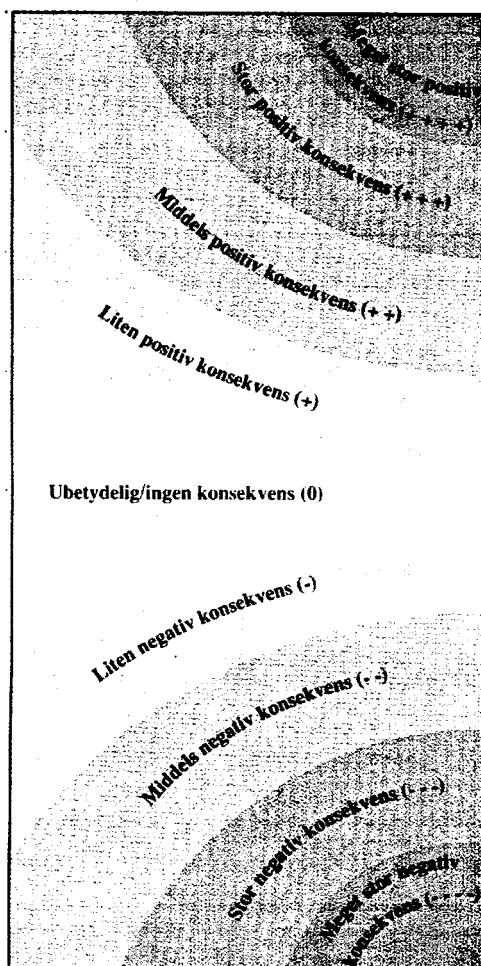 Meget stor positiv
konsekvens (+ + + +)
Stor positiv konsekvens (+ + +)
Middels positiv konsekvens (+ +)
Liten positiv konsekvens (+)
Ubetydelig/ingen konsekvens (0)
Liten negativ konsekvens (-)
Middels negativ konsekvens (- -)
Stor negativ konsekvens (- - -)
Meget stor negativ
konsekvens (- - - -)